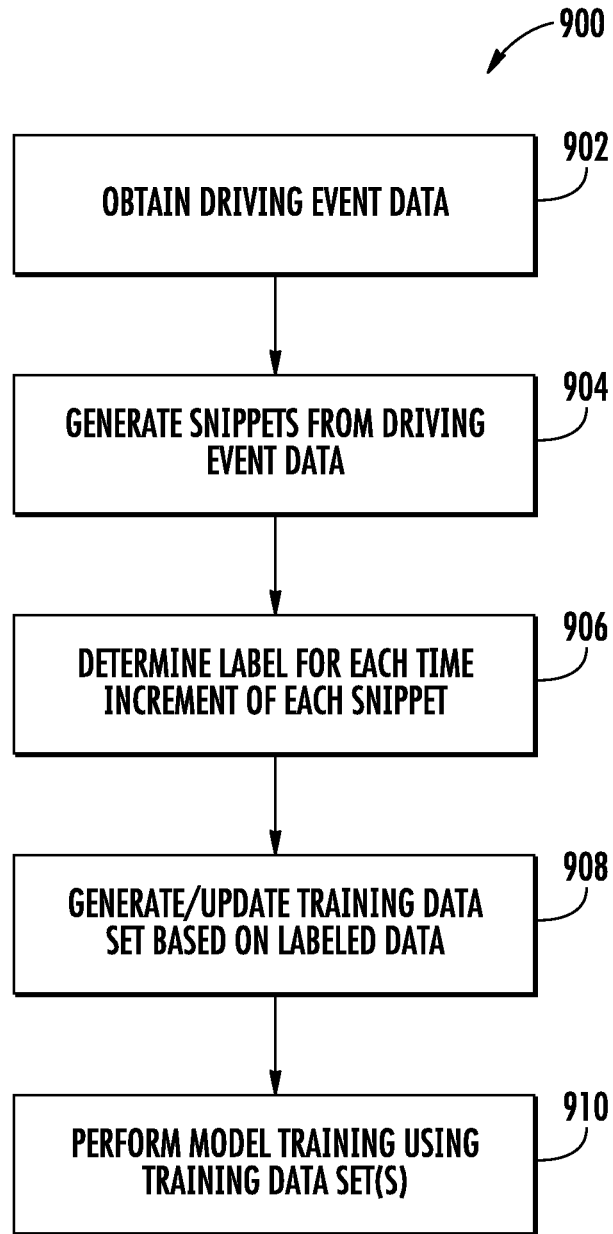 900
902
OBTAIN DRIVING EVENT DATA
904
GENERATE SNIPPETS FROM DRIVING
EVENT DATA
906
DETERMINE LABEL FOR EACH TIME
INCREMENT OF EACH SNIPPET
908
GENERATE/UPDATE TRAINING DATA
SET BASED ON LABELED DATA
910
PERFORM MODEL TRAINING USING
TRAINING DATA SET(S)